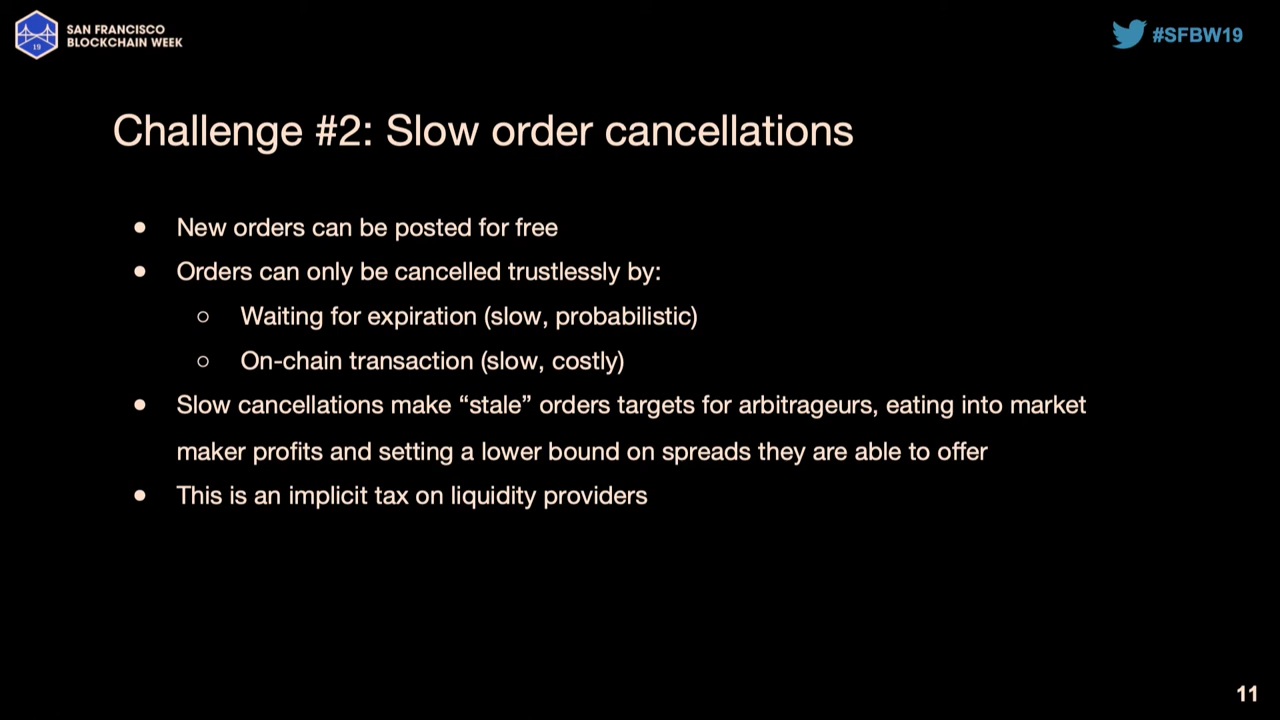 SAN FRANCISCO
BLOCKCHAIN WEEK
19
#SFBW19
Challenge #2: Slow order cancellations
● New orders can be posted for free
● Orders can only be cancelled trustlessly by:
○ Waiting for expiration (slow, probabilistic)
○ On-chain transaction (slow, costly)
● Slow cancellations make “stale” orders targets for arbitrageurs, eating into market
maker profits and setting a lower bound on spreads they are able to offer
● This is an implicit tax on liquidity providers
11